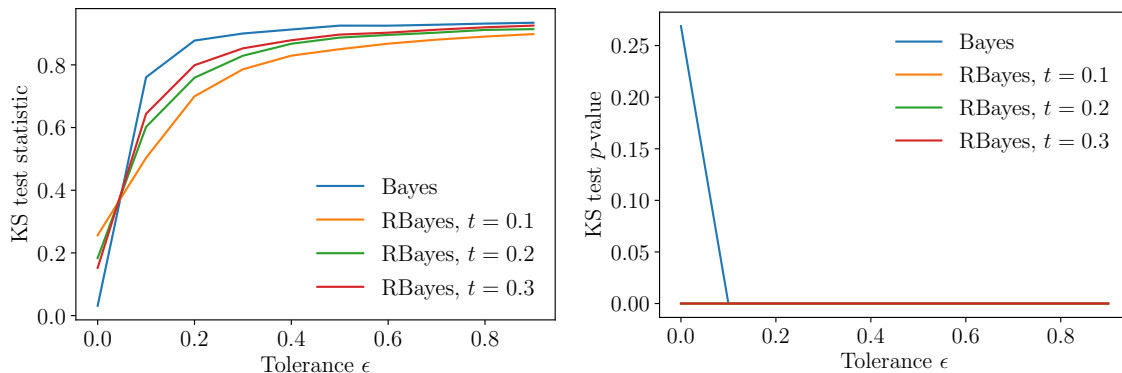 KS test statistic
0.8
0.6
0.4
0.2
0.0
Bayes
RBayes, t = 0.1
RBayes, t = 0.2
RBayes, t = 0.3
0.0 0.2 0.4 0.6 0.8
Tolerance ϵ
KS test p-value
0.25
0.20
0.15
0.10
0.05
0.00
Bayes
RBayes, t = 0.1
RBayes, t = 0.2
RBayes, t = 0.3
0.0 0.2 0.4 0.6 0.8
Tolerance ϵ